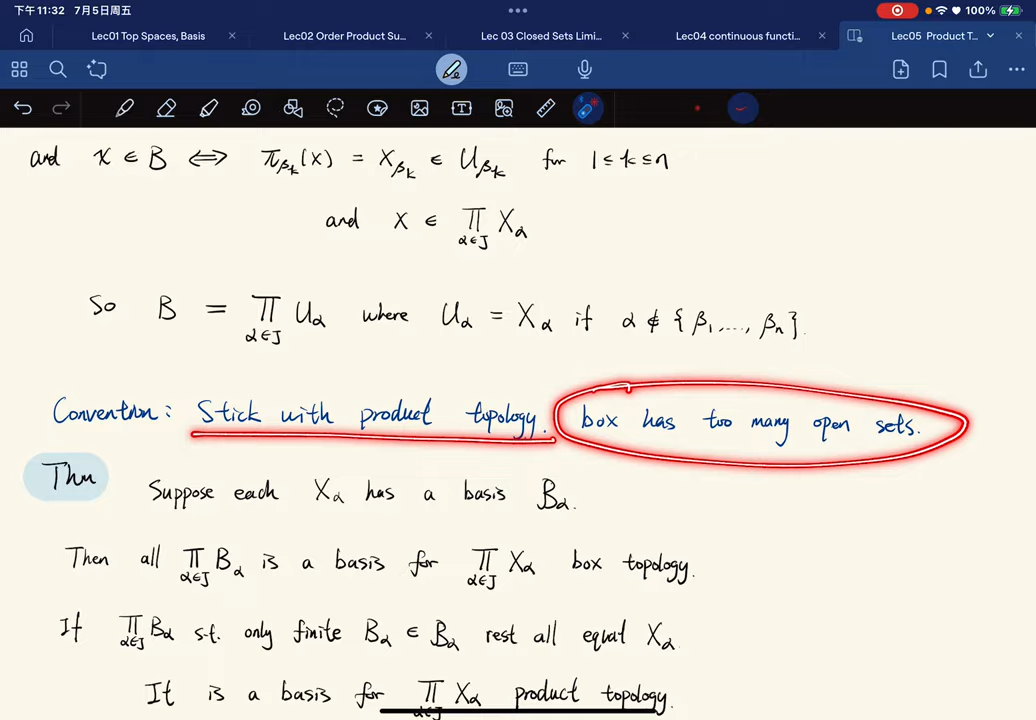 下午11:32 7月5日周五 100%
Lec01 Top Spaces, Basis Lec02 Order Product Su... Lec 03 Closed Sets Limi... Lec04 continuous functi... Lec05 Product T...
and x ∈ B ⟺ π_{β_k}(x) = x_{β_k} ∈ U_{β_k} for 1 ≤ k ≤ n
and x ∈ ∏_{α∈J} X_α
So B = ∏_{α∈J} U_α where U_α = X_α if α ∉ {β_1, ..., β_n}.
Convention: Stick with product topology. box has too many open sets.
Thm Suppose each X_α has a basis B_α.
Then all ∏_{α∈J} B_α is a basis for ∏_{α∈J} X_α box topology.
If ∏_{α∈J} B_α s.t. only finite B_α ∈ B_α rest all equal X_α.
It is a basis for ∏_{α∈J} X_α product topology.